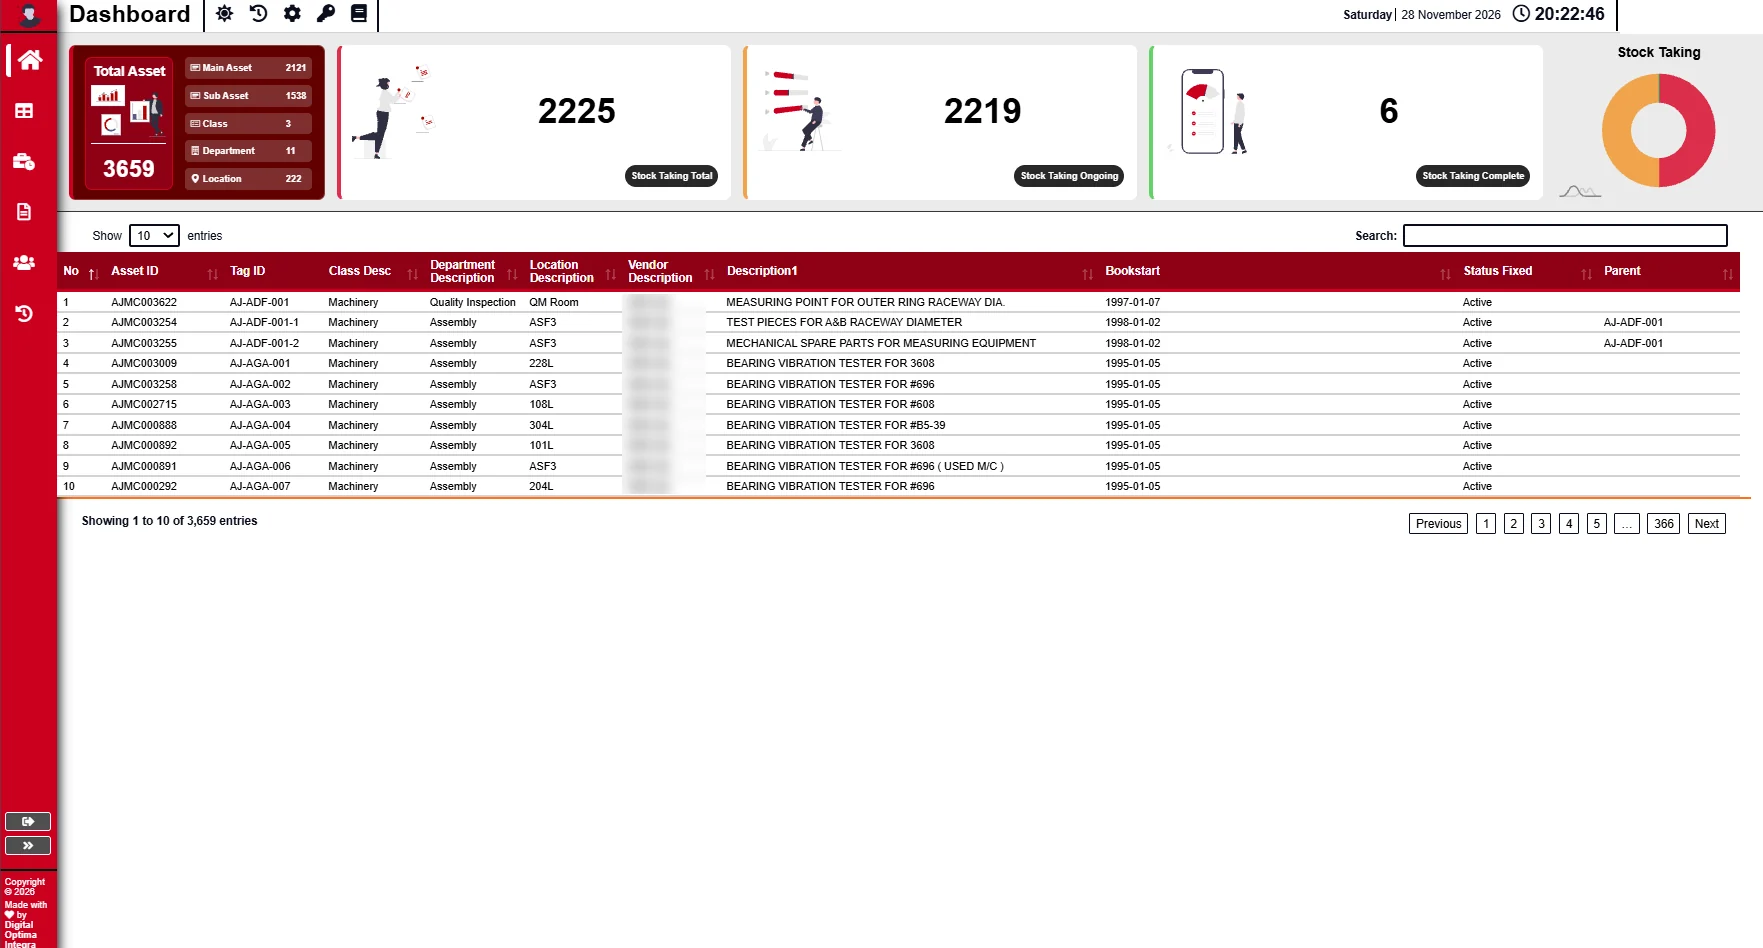 Dashboard
Saturday | 28 November 2026 20:22:46
Total Asset
3659
Main Asset 2121
Sub Asset 1538
Class 3
Department 11
Location 222
2225
Stock Taking Total
2219
Stock Taking Ongoing
6
Stock Taking Complete
Stock Taking
Show 10 entries
Search:
No Asset ID Tag ID Class Desc Department Description Location Description Vendor Description Description1 Bookstart Status Fixed Parent
1 AJMC003622 AJ-ADF-001 Machinery Quality Inspection QM Room MEASURING POINT FOR OUTER RING RACEWAY DIA. 1997-01-07 Active
2 AJMC003254 AJ-ADF-001-1 Machinery Assembly ASF3 TEST PIECES FOR A&B RACEWAY DIAMETER 1998-01-02 Active AJ-ADF-001
3 AJMC003255 AJ-ADF-001-2 Machinery Assembly ASF3 MECHANICAL SPARE PARTS FOR MEASURING EQUIPMENT 1998-01-02 Active AJ-ADF-001
4 AJMC003009 AJ-AGA-001 Machinery Assembly 228L BEARING VIBRATION TESTER FOR 3608 1995-01-05 Active
5 AJMC003258 AJ-AGA-002 Machinery Assembly ASF3 BEARING VIBRATION TESTER FOR #696 1995-01-05 Active
6 AJMC002715 AJ-AGA-003 Machinery Assembly 108L BEARING VIBRATION TESTER FOR #608 1995-01-05 Active
7 AJMC000888 AJ-AGA-004 Machinery Assembly 304L BEARING VIBRATION TESTER FOR #B5-39 1995-01-05 Active
8 AJMC000892 AJ-AGA-005 Machinery Assembly 101L BEARING VIBRATION TESTER FOR 3608 1995-01-05 Active
9 AJMC000891 AJ-AGA-006 Machinery Assembly ASF3 BEARING VIBRATION TESTER FOR #696 ( USED M/C ) 1995-01-05 Active
10 AJMC000292 AJ-AGA-007 Machinery Assembly 204L BEARING VIBRATION TESTER FOR #696 1995-01-05 Active
Showing 1 to 10 of 3,659 entries
Previous 1 2 3 4 5 … 366 Next
Copyright
© 2026
Made with
by
Digital
Optima
Integra